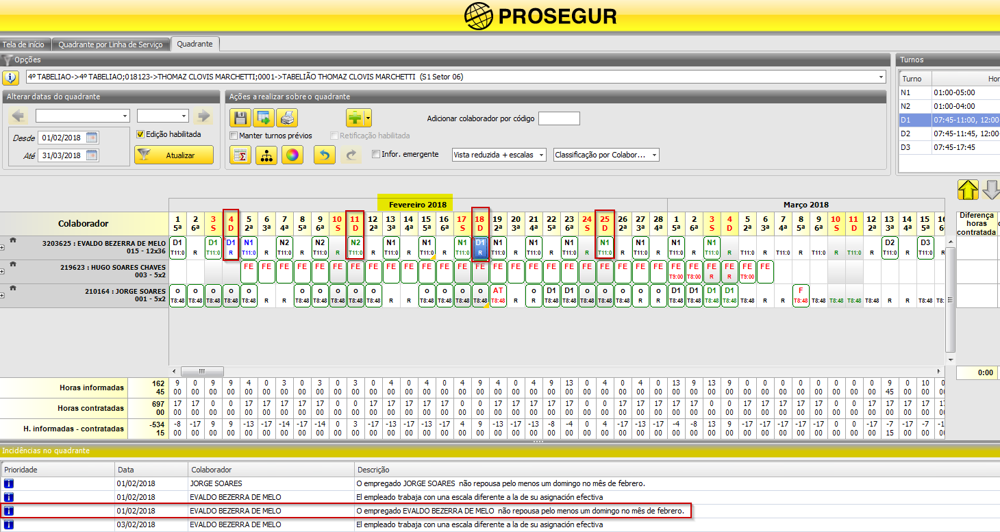 PROSEGUR
Tela de início Quadrante por Linha de Serviço Quadrante
Opções Turnos
4º TABELIAO->4º TABELIAO;018123->THOMAZ CLOVIS MARCHETTI;0001->TABELIÃO THOMAZ CLOVIS MARCHETTI (S1 Setor 06)
Turno Hor
N1 01:00-05:00
N2 01:00-04:00
D1 07:45-11:00, 12:00-
D2 07:45-11:45, 12:00-
D3 07:45-17:45
Alterar datas do quadrante Ações a realizar sobre o quadrante
Adicionar colaborador por código
Edição habilitada Manter turnos prévios Retificação habilitada
Desde 01/02/2018
Até 31/03/2018 Atualizar
Infor. emergente Vista reduzida + escalas Classificação por Colabor...
Fevereiro 2018 Março 2018
Colaborador
1 2 3 4 5 6 7 8 9 10 11 12 13 14 15 16 17 18 19 20 21 22 23 24 25 26 27 28 1 2 3 4 5 6 7 8 9 10 11 12 13 14 15 16
5ª 6ª S D 2ª 3ª 4ª 5ª 6ª S D 2ª 3ª 4ª 5ª 6ª S D 2ª 3ª 4ª 5ª 6ª S D 2ª 3ª 4ª 5ª 6ª S D 2ª 3ª 4ª 5ª 6ª S D 2ª 3ª 4ª 5ª
Diferença
horas
contratada
3203625 : EVALDO BEZERRA DE MELO D1 D1 D1 N1 N2 N2 N2 N1 N1 N1 D1 N1 N1 N1 N1 N1 N1 N1 D2 D3
015 - 12x36 T11:0 R T11:0 R T11:0 R T11:0 R T11:0 R T11:0 R T11:0 R T11:0 R T11:0 R T11:0 R T11:0 R T11:0 R T11:0 R T11:0 R T11:0 R T11:0 R T11:0 R T11:0 R T11:0 R T11:0 R T11:0 R T11:0
219623 : HUGO SOARES CHAVES FE FE FE FE FE FE FE FE FE FE FE FE FE FE FE FE FE FE FE FE FE FE FE FE FE FE FE FE FE FE
003 - 5x2 T9:00 T8:00 R R T8:00 T9:00
210164 : JORGE SOARES o o o o o o o o o o o o o o AT o D1 D1 o o o o D1 D1 D1 D1 F
001 - 5x2 T8:48 T8:48 T8:48 T8:48 T8:48 R R T8:48 T8:48 T8:48 T8:48 T8:48 R R T8:48 T8:48 T8:48 T8:48 T8:48 R R T8:48 T8:48 T8:48 T8:48 T8:48 R R T8:48 T8:48 T8:48 T8:48 T8:48 R R T8:48 T8:48 T8:48 T8:48 T8:48 R R T8:48
0:00
Horas informadas 162 9 0 9 9 4 0 3 0 3 0 3 0 4 0 4 0 4 9 4 0 4 9 13 0 4 0 4 0 13 9 13 9 0 0 0 0 0 0 0 0 9 0 10
45 00 00 00 00 00 00 00 00 00 00 00 00 00 00 00 00 00 00 00 00 00 00 00 00 00 00 00 00 00 00 00 00 00 00 00 00 00 00 00 00 45 00 00
Horas contratadas 697 17 17 0 0 17 17 17 17 17 0 0 17 17 17 17 17 0 0 17 17 17 17 17 0 0 17 17 17 17 17 0 0 17 17 17 17 17 0 0 17 17 17 17
00 00 00 00 00 00 00 00 00 00 00 00 00 00 00 00 00 00 00 00 00 00 00 00 00 00 00 00 00 00 00 00 00 00 00 00 00 00 00 00 00 00 00 00
H. informadas - contratadas -534 -8 -17 9 9 -13 -17 -14 -17 -14 0 3 -17 -13 -17 -13 -17 4 9 -13 -17 -13 -8 -4 0 4 -17 -13 -17 -4 -8 13 9 -17 -17 -17 -17 -17 0 0 -17 -7 -17 -7
15 00 00 00 00 00 00 00 00 00 00 00 00 00 00 00 00 00 00 00 00 00 00 00 00 00 00 00 00 00 00 00 00 00 00 00 00 00 00 00 00 15 00 00
Incidências no quadrante
Prioridade Data Colaborador Descrição
01/02/2018 JORGE SOARES O empregado JORGE SOARES não repousa pelo menos um domingo no mês de febrero.
01/02/2018 EVALDO BEZERRA DE MELO El empleado trabaja con una escala diferente a la de su asignación efectiva
01/02/2018 EVALDO BEZERRA DE MELO O empregado EVALDO BEZERRA DE MELO não repousa pelo menos um domingo no mês de febrero.
03/02/2018 EVALDO BEZERRA DE MELO El empleado trabaja con una escala diferente a la de su asignación efectiva